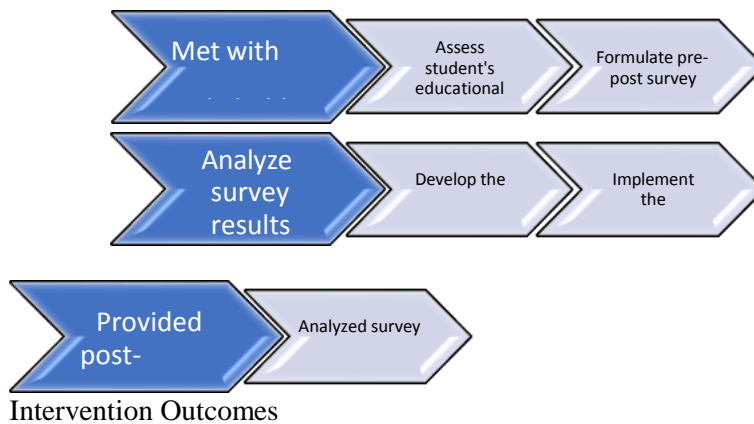 Met with
Assess
student's
educational
Formulate pre-
post survey
Analyze
survey
results
Develop the
Implement
the
Provided
post-
Analyzed survey
Intervention Outcomes